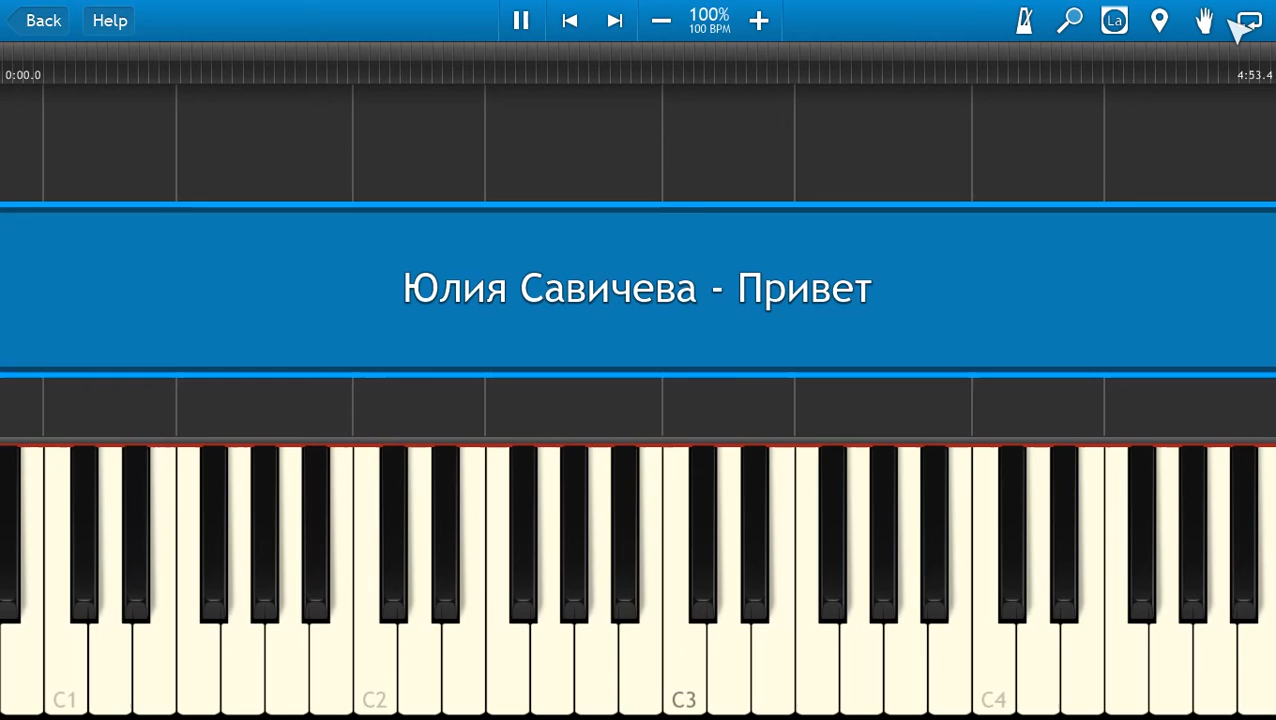 Back
Help
100%
100 BPM
La
0:00.0
4:53.4
Юлия Савичева - Привет
C1
C2
C3
C4